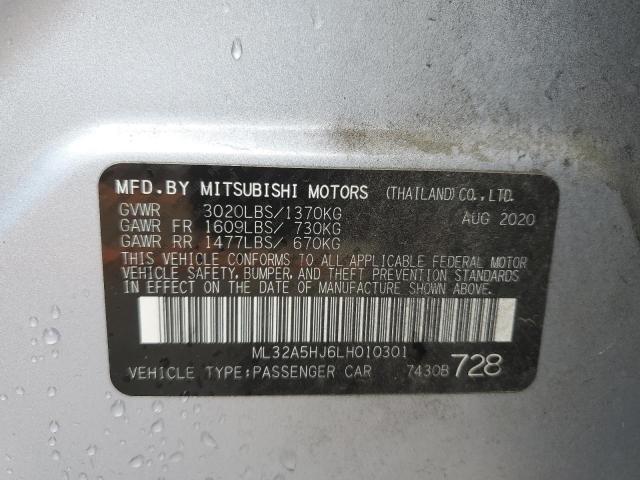 MFD.BY MITSUBISHI MOTORS (THAILAND) CO.,LTD.
GVWR 3020LBS/1370KG AUG 2020
GAWR FR 1609LBS/ 730KG
GAWR RR 1477LBS/ 670KG
THIS VEHICLE CONFORMS TO ALL APPLICABLE FEDERAL MOTOR
VEHICLE SAFETY, BUMPER, AND THEFT PREVENTION STANDARDS
IN EFFECT ON THE DATE OF MANUFACTURE SHOWN ABOVE.
ML32A5HJ6LH010301
VEHICLE TYPE:PASSENGER CAR 7430B 728